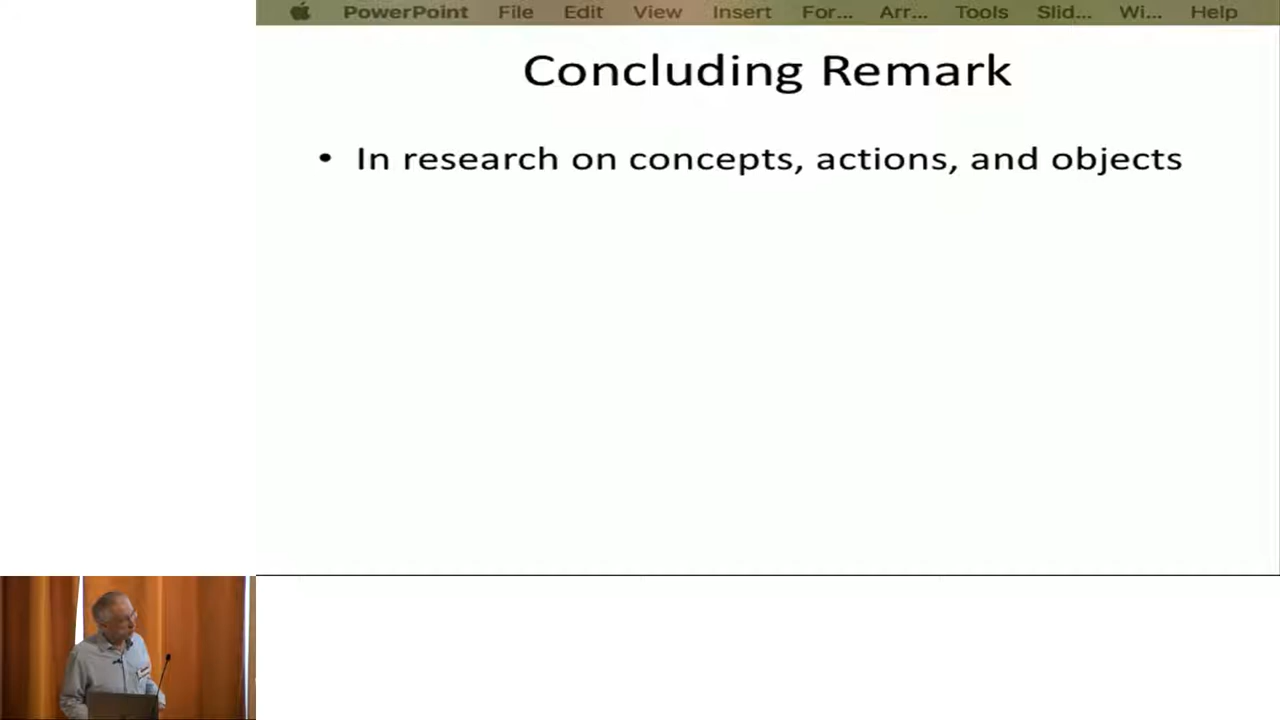 PowerPoint File Edit View Insert For... Arr... Tools Slid... Wi... Help
Concluding Remark
• In research on concepts, actions, and objects